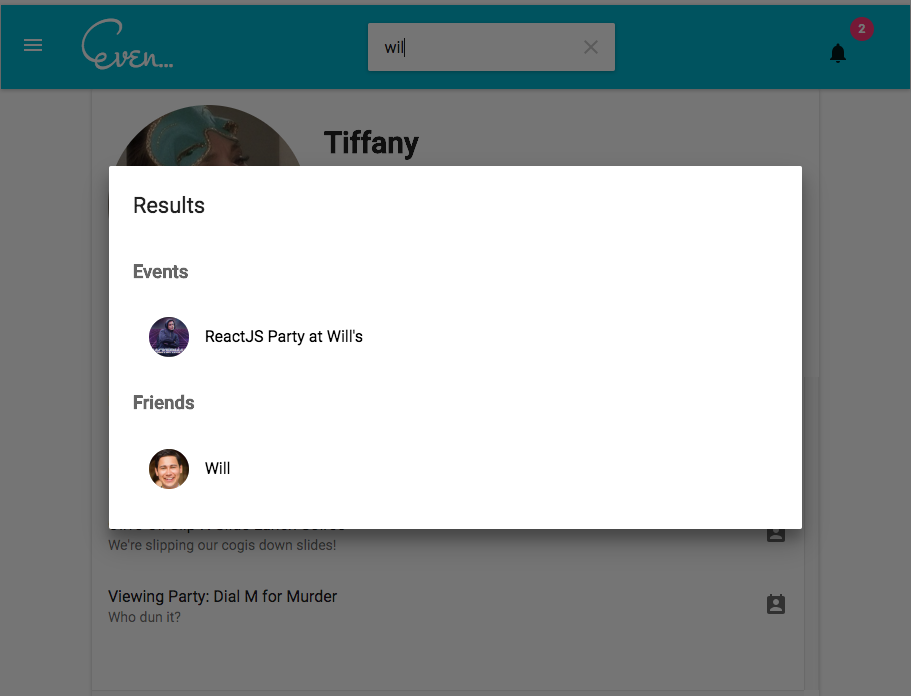 even...
wil
2
Tiffany
Results
Events
ReactJS Party at Will's
Friends
Will
We're slipping our cogis down slides!
Viewing Party: Dial M for Murder
Who dun it?